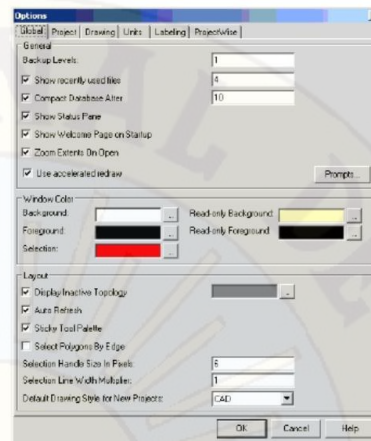 Options
Global Project Drawing Units Labeling ProjectWise
General
Backup Levels: 1
Show recently used files 4
Compact Database After 10
Show Status Pane
Show Welcome Page on Startup
Zoom Extents On Open
Use accelerated redraw Prompts...
Window Color
Background: ... Read-only Background: ...
Foreground: ... Read-only Foreground: ...
Selection: ...
Layout
Display Inactive Topology ...
Auto Refresh
Sticky Tool Palette
Select Polygons By Edge
Selection Handle Size In Pixels: 6
Selection Line Width Multiplier: 1
Default Drawing Style for New Projects: CAD
OK Cancel Help